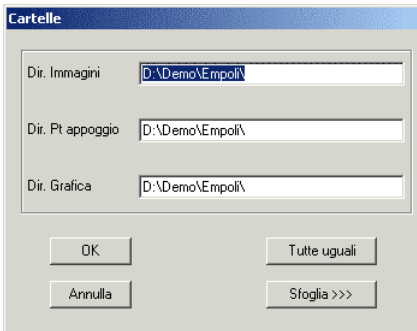 Cartelle
Dir. Immagini D:\Demo\Empoli\
Dir. Pt appoggio D:\Demo\Empoli\
Dir. Grafica D:\Demo\Empoli\
OK Tutte uguali
Annulla Sfoglia >>>